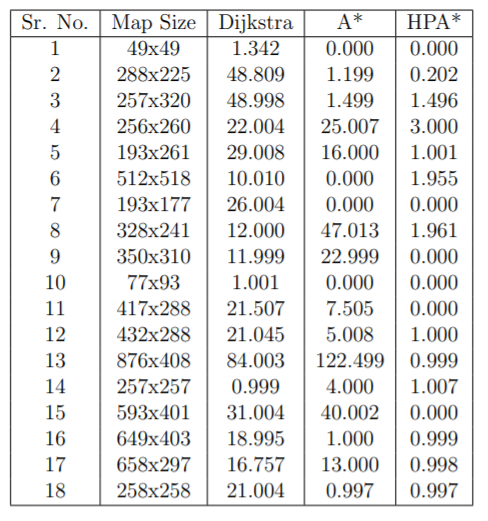 Sr. No. Map Size Dijkstra A* HPA*
1 49x49 1.342 0.000 0.000
2 288x225 48.809 1.199 0.202
3 257x320 48.998 1.499 1.496
4 256x260 22.004 25.007 3.000
5 193x261 29.008 16.000 1.001
6 512x518 10.010 0.000 1.955
7 193x177 26.004 0.000 0.000
8 328x241 12.000 47.013 1.961
9 350x310 11.999 22.999 0.000
10 77x93 1.001 0.000 0.000
11 417x288 21.507 7.505 0.000
12 432x288 21.045 5.008 1.000
13 876x408 84.003 122.499 0.999
14 257x257 0.999 4.000 1.007
15 593x401 31.004 40.002 0.000
16 649x403 18.995 1.000 0.999
17 658x297 16.757 13.000 0.998
18 258x258 21.004 0.997 0.997